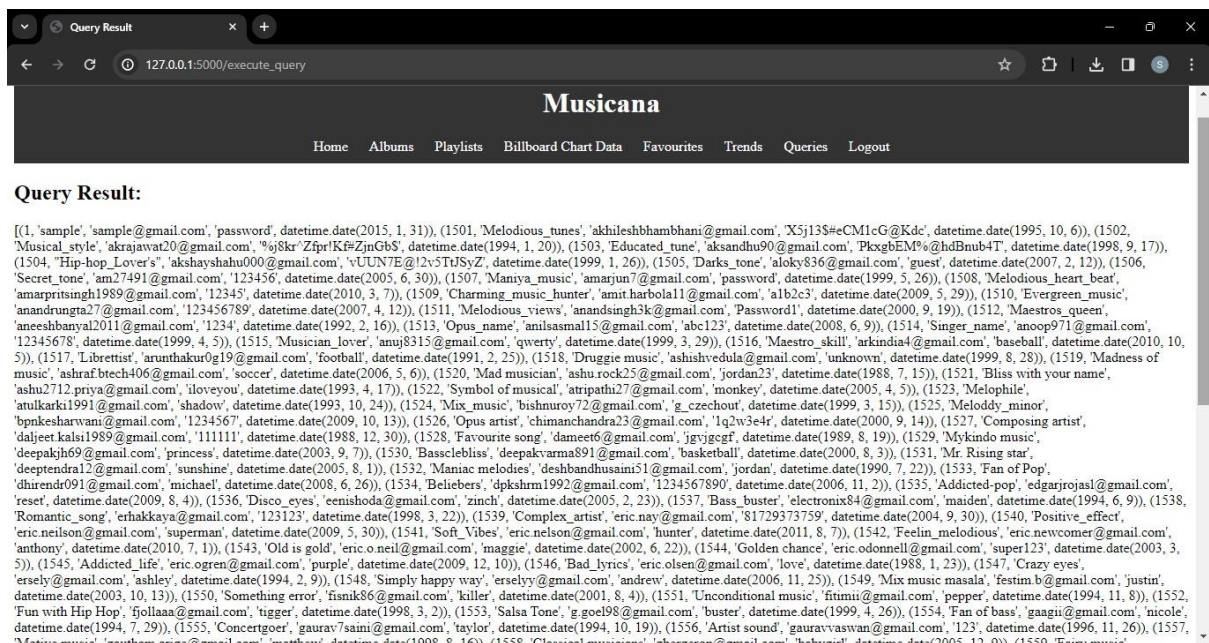 Query Result
127.0.0.1:5000/execute_query
S
Musicana
Home Albums Playlists Billboard Chart Data Favourites Trends Queries Logout
Query Result:
[(1, 'sample', 'sample@gmail.com', 'password', datetime.date(2015, 1, 31)), (1501, 'Melodious_tunes', 'akhileshbhambhani@gmail.com', 'X5j13$#eCM1cG@Kdc', datetime.date(1995, 10, 6)), (1502,
'Musical_style', 'akrajawat20@gmail.com', '%j8kr^Zfpr!Kf#ZjnGb$', datetime.date(1994, 1, 20)), (1503, 'Educated_tune', 'aksandhu90@gmail.com', 'PkxgbEM%@hdBnub4T', datetime.date(1998, 9, 17)),
(1504, "Hip-hop_Lover's", 'akshayshahu000@gmail.com', 'vUUN7E@!2v5TtJSyZ', datetime.date(1999, 1, 26)), (1505, 'Darks_tone', 'aloky836@gmail.com', 'guest', datetime.date(2007, 2, 12)), (1506,
'Secret_tone', 'am27491@gmail.com', '123456', datetime.date(2005, 6, 30)), (1507, 'Maniya_music', 'amarjun7@gmail.com', 'password', datetime.date(1999, 5, 26)), (1508, 'Melodious_heart_beat',
'amarpritsingh1989@gmail.com', '12345', datetime.date(2010, 3, 7)), (1509, 'Charming_music_hunter', 'amit.harbola11@gmail.com', 'a1b2c3', datetime.date(2009, 5, 29)), (1510, 'Evergreen_music',
'anandrungta27@gmail.com', '123456789', datetime.date(2007, 4, 12)), (1511, 'Melodious_views', 'anandsingh3k@gmail.com', 'Password1', datetime.date(2000, 9, 19)), (1512, 'Maestros_queen',
'aneeshbanyal2011@gmail.com', '1234', datetime.date(1992, 2, 16)), (1513, 'Opus_name', 'anilsasmal15@gmail.com', 'abc123', datetime.date(2008, 6, 9)), (1514, 'Singer_name', 'anoop971@gmail.com',
'12345678', datetime.date(1999, 4, 5)), (1515, 'Musician_lover', 'anuj8315@gmail.com', 'qwerty', datetime.date(1999, 3, 29)), (1516, 'Maestro_skill', 'arkindia4@gmail.com', 'baseball', datetime.date(2010, 10,
5)), (1517, 'Librettist', 'arunthakur0g19@gmail.com', 'football', datetime.date(1991, 2, 25)), (1518, 'Druggie music', 'ashishvedula@gmail.com', 'unknown', datetime.date(1999, 8, 28)), (1519, 'Madness of
music', 'ashraf.btech406@gmail.com', 'soccer', datetime.date(2006, 5, 6)), (1520, 'Mad musician', 'ashu.rock25@gmail.com', 'jordan23', datetime.date(1988, 7, 15)), (1521, 'Bliss with your name',
'ashu2712.priya@gmail.com', 'iloveyou', datetime.date(1993, 4, 17)), (1522, 'Symbol of musical', 'atripathi27@gmail.com', 'monkey', datetime.date(2005, 4, 5)), (1523, 'Melophile',
'atulkarki1991@gmail.com', 'shadow', datetime.date(1993, 10, 24)), (1524, 'Mix_music', 'bishnuroy72@gmail.com', 'g_czechout', datetime.date(1999, 3, 15)), (1525, 'Meloddy_minor',
'bpnkesharwani@gmail.com', '1234567', datetime.date(2009, 10, 13)), (1526, 'Opus artist', 'chimanchandra23@gmail.com', '1q2w3e4r', datetime.date(2000, 9, 14)), (1527, 'Composing artist',
'daljeet.kalsi1989@gmail.com', '111111', datetime.date(1988, 12, 30)), (1528, 'Favourite song', 'dameet6@gmail.com', 'jgvjgcgf', datetime.date(1989, 8, 19)), (1529, 'Mykindo music',
'deepakjh69@gmail.com', 'princess', datetime.date(2003, 9, 7)), (1530, 'Bassclebliss', 'deepakvarma891@gmail.com', 'basketball', datetime.date(2000, 8, 3)), (1531, 'Mr. Rising star',
'deeptendra12@gmail.com', 'sunshine', datetime.date(2005, 8, 1)), (1532, 'Maniac melodies', 'deshbandhusaini51@gmail.com', 'jordan', datetime.date(1990, 7, 22)), (1533, 'Fan of Pop',
'dhirendr091@gmail.com', 'michael', datetime.date(2008, 6, 26)), (1534, 'Beliebers', 'dpkshrm1992@gmail.com', '1234567890', datetime.date(2006, 11, 2)), (1535, 'Addicted-pop', 'edgarjrojasl@gmail.com',
'reset', datetime.date(2009, 8, 4)), (1536, 'Disco_eyes', 'eenishoda@gmail.com', 'zinch', datetime.date(2005, 2, 23)), (1537, 'Bass_buster', 'electronix84@gmail.com', 'maiden', datetime.date(1994, 6, 9)), (1538,
'Romantic_song', 'erhakkaya@gmail.com', '123123', datetime.date(1998, 3, 22)), (1539, 'Complex_artist', 'eric.nay@gmail.com', '81729373759', datetime.date(2004, 9, 30)), (1540, 'Positive_effect',
'eric.neilson@gmail.com', 'superman', datetime.date(2009, 5, 30)), (1541, 'Soft_Vibes', 'eric.nelson@gmail.com', 'hunter', datetime.date(2011, 8, 7)), (1542, 'Feelin_melodious', 'eric.newcomer@gmail.com',
'anthony', datetime.date(2010, 7, 1)), (1543, 'Old is gold', 'eric.o.neil@gmail.com', 'maggie', datetime.date(2002, 6, 22)), (1544, 'Golden chance', 'eric.odonnell@gmail.com', 'super123', datetime.date(2003, 3,
5)), (1545, 'Addicted_life', 'eric.ogren@gmail.com', 'purple', datetime.date(2009, 12, 10)), (1546, 'Bad_lyrics', 'eric.olsen@gmail.com', 'love', datetime.date(1988, 1, 23)), (1547, 'Crazy eyes',
'ersely@gmail.com', 'ashley', datetime.date(1994, 2, 9)), (1548, 'Simply happy way', 'erselyy@gmail.com', 'andrew', datetime.date(2006, 11, 25)), (1549, 'Mix music masala', 'festim.b@gmail.com', 'justin',
datetime.date(2003, 10, 13)), (1550, 'Something error', 'fisnik86@gmail.com', 'killer', datetime.date(2001, 8, 4)), (1551, 'Unconditional music', 'fitimii@gmail.com', 'pepper', datetime.date(1994, 11, 8)), (1552,
'Fun with Hip Hop', 'fjollaaa@gmail.com', 'tigger', datetime.date(1998, 3, 2)), (1553, 'Salsa Tone', 'g.goel98@gmail.com', 'buster', datetime.date(1999, 4, 26)), (1554, 'Fan of bass', 'gaagii@gmail.com', 'nicole',
datetime.date(1994, 7, 29)), (1555, 'Concertgoer', 'gaurav7saini@gmail.com', 'taylor', datetime.date(1994, 10, 19)), (1556, 'Artist sound', 'gauravvaswan@gmail.com', '123', datetime.date(1996, 11, 26)), (1557,